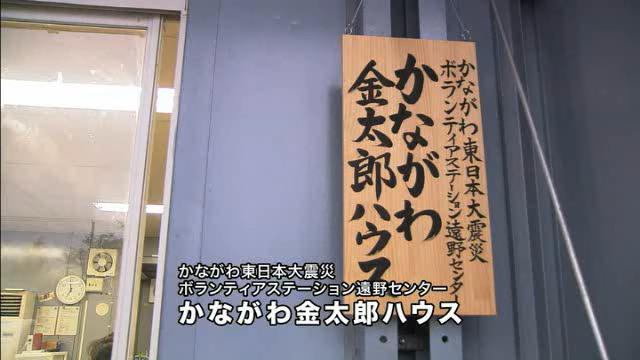 かながわ東日本大震災
ボランティアステーション遠野センター
かながわ
金太郎ハウス
かながわ東日本大震災
ボランティアステーション遠野センター
かながわ金太郎ハウス